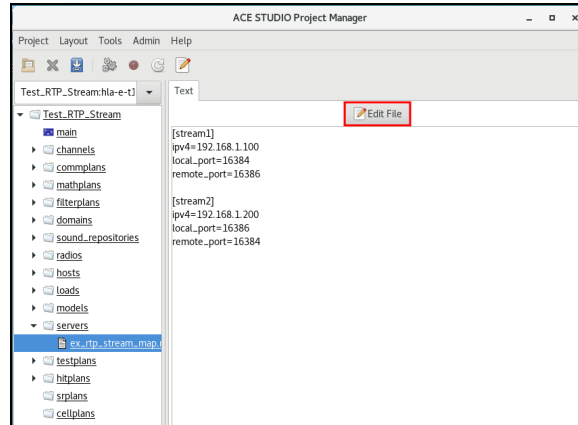 ACE STUDIO Project Manager
Project Layout Tools Admin Help
Test_RTP_Stream:hla-e-t1
Text
Edit File
Test_RTP_Stream
main
channels
commplans
mathplans
filterplans
domains
sound_repositories
radios
hosts
loads
models
servers
ex_rtp_stream_map.r
testplans
hitplans
srplans
cellplans
[stream1]
ipv4=192.168.1.100
local_port=16384
remote_port=16386
[stream2]
ipv4=192.168.1.200
local_port=16386
remote_port=16384